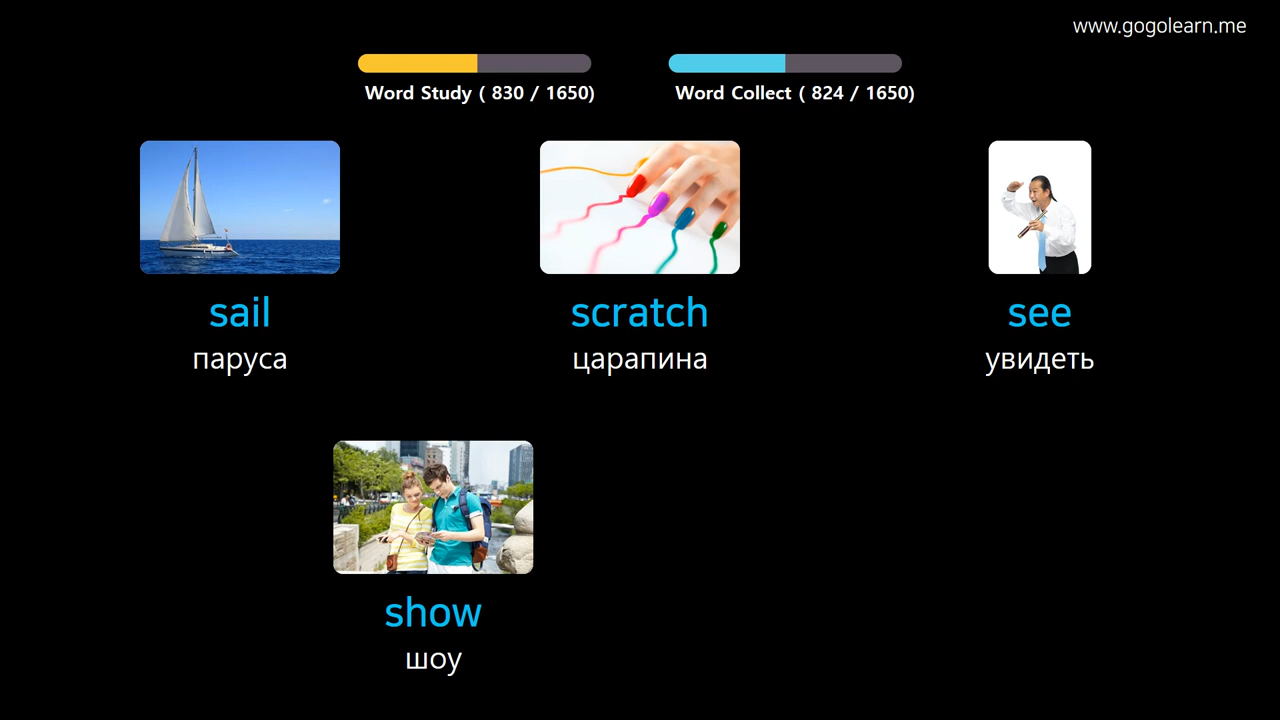 www.gogolearn.me
Word Study ( 830 / 1650)
Word Collect ( 824 / 1650)
sail
паруса
scratch
царапина
see
увидеть
show
шоу